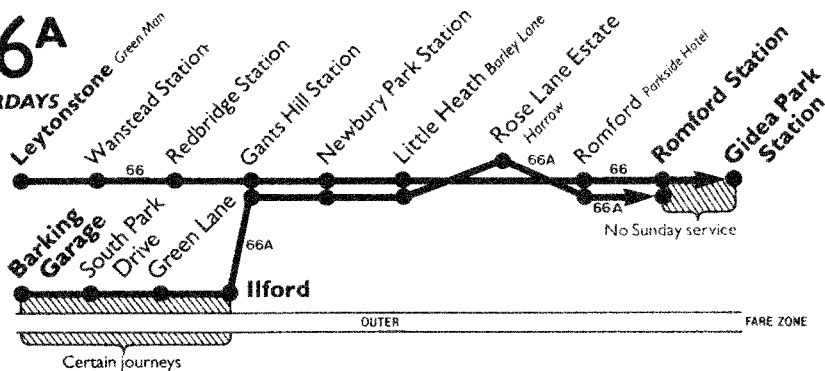 6A
RDAYS
Leytonstone Green Man
Wanstead Station
Redbridge Station
Gants Hill Station
Newbury Park Station
Little Heath Barley Lane
Rose Lane Estate
Harrow
Romford Parkside Hotel
Romford Station
Gidea Park
Station
66
66A
66
66A
No Sunday service
66A
Barking
Garage
South Park
Drive
Green Lane
Ilford
OUTER
FARE ZONE
Certain journeys